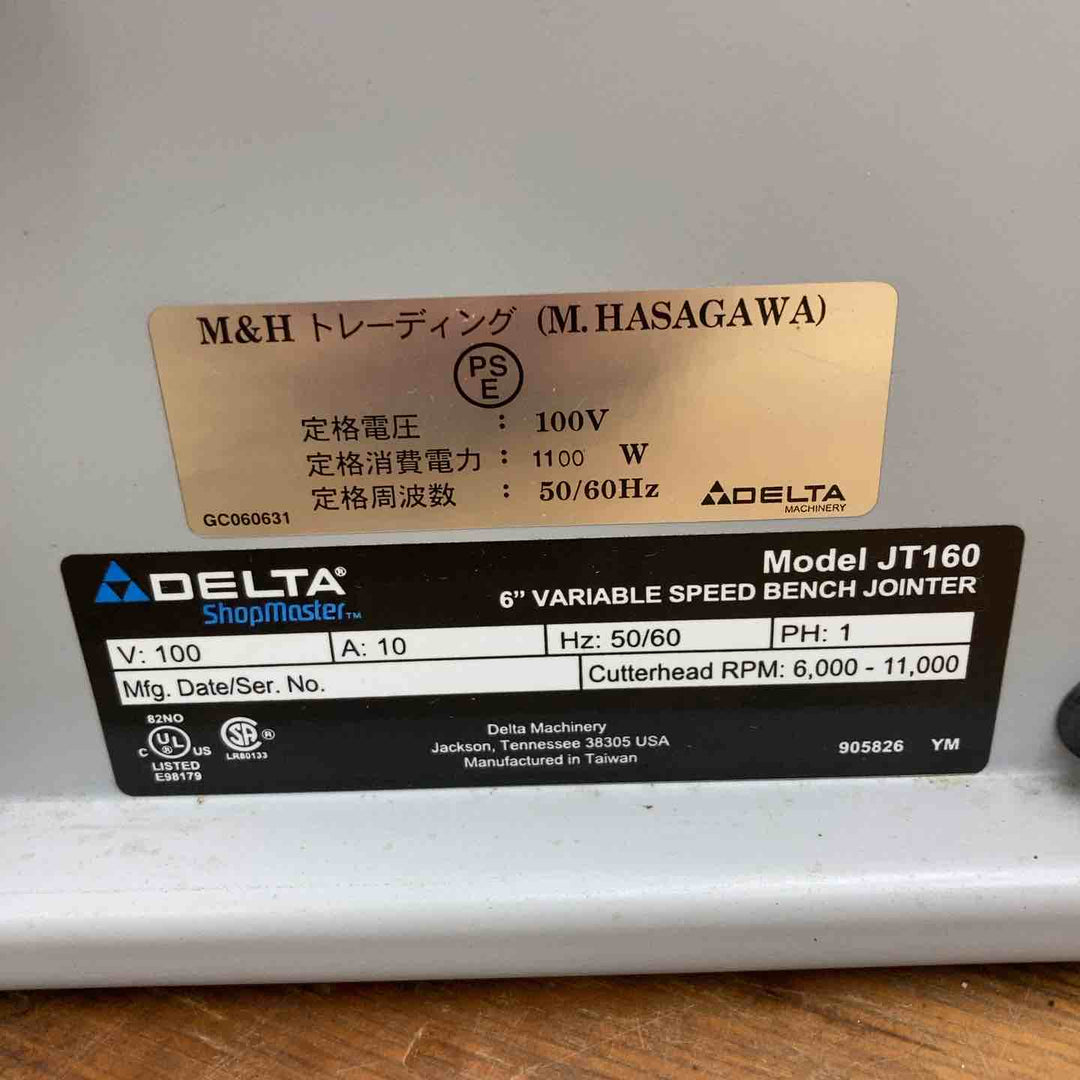 M&H トレーディング (M. HASAGAWA)
PS
E
定格電圧 : 100V
定格消費電力 : 1100 W
定格周波数 : 50/60Hz
GC060631
DELTA
MACHINERY
DELTA®
ShopMaster™
Model JT160
6” VARIABLE SPEED BENCH JOINTER
V: 100 A: 10 Hz: 50/60 PH: 1
Mfg. Date/Ser. No. Cutterhead RPM: 6,000 - 11,000
82NO
C UL ® US
LISTED
E98179
SA ®
LR80133
Delta Machinery
Jackson, Tennessee 38305 USA
Manufactured in Taiwan
905826 YM